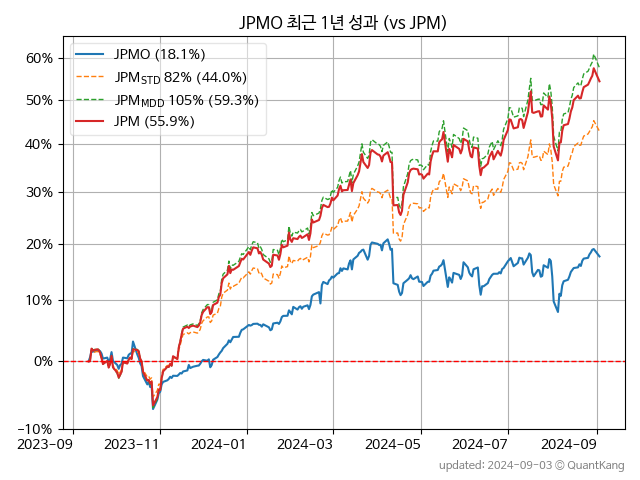 JPMO 최근 1년 성과 (vs JPM)
JPMO (18.1%)
JPM_STD 82% (44.0%)
JPM_MDD 105% (59.3%)
JPM (55.9%)
60%
50%
40%
30%
20%
10%
0%
-10%
2023-09 2023-11 2024-01 2024-03 2024-05 2024-07 2024-09
updated: 2024-09-03 © QuantKang